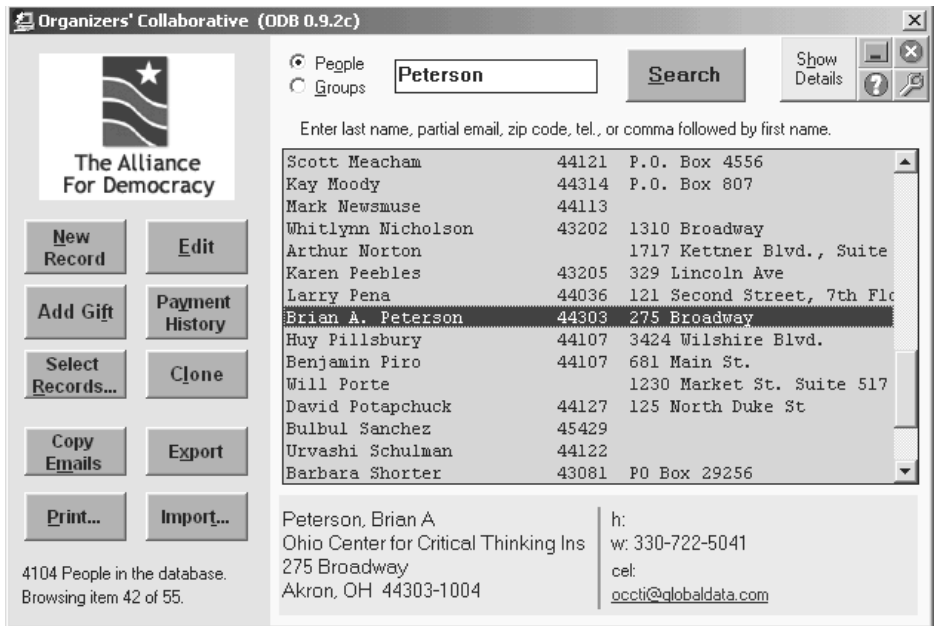 Organizers' Collaborative (ODB 0.9.2c)
The Alliance
For Democracy
People
Groups
Peterson
Search
Show
Details
Enter last name, partial email, zip code, tel., or comma followed by first name.
New
Record
Edit
Add Gift
Payment
History
Select
Records...
Clone
Copy
Emails
Export
Print...
Import...
4104 People in the database.
Browsing item 42 of 55.
Scott Meacham 44121 P.O. Box 4556
Kay Moody 44314 P.O. Box 807
Mark Newsmuse 44113
Whitlynn Nicholson 43202 1310 Broadway
Arthur Norton 1717 Kettner Blvd., Suite
Karen Peebles 43205 329 Lincoln Ave
Larry Pena 44036 121 Second Street, 7th Flo
Brian A. Peterson 44303 275 Broadway
Huy Pillsbury 44107 3424 Wilshire Blvd.
Benjamin Piro 44107 681 Main St.
Will Porte 1230 Market St. Suite 517
David Potapchuck 44127 125 North Duke St
Bulbul Sanchez 45429
Urvashi Schulman 44122
Barbara Shorter 43081 PO Box 29256
Peterson, Brian A
Ohio Center for Critical Thinking Ins
275 Broadway
Akron, OH 44303-1004
h:
w: 330-722-5041
cel:
occti@globaldata.com